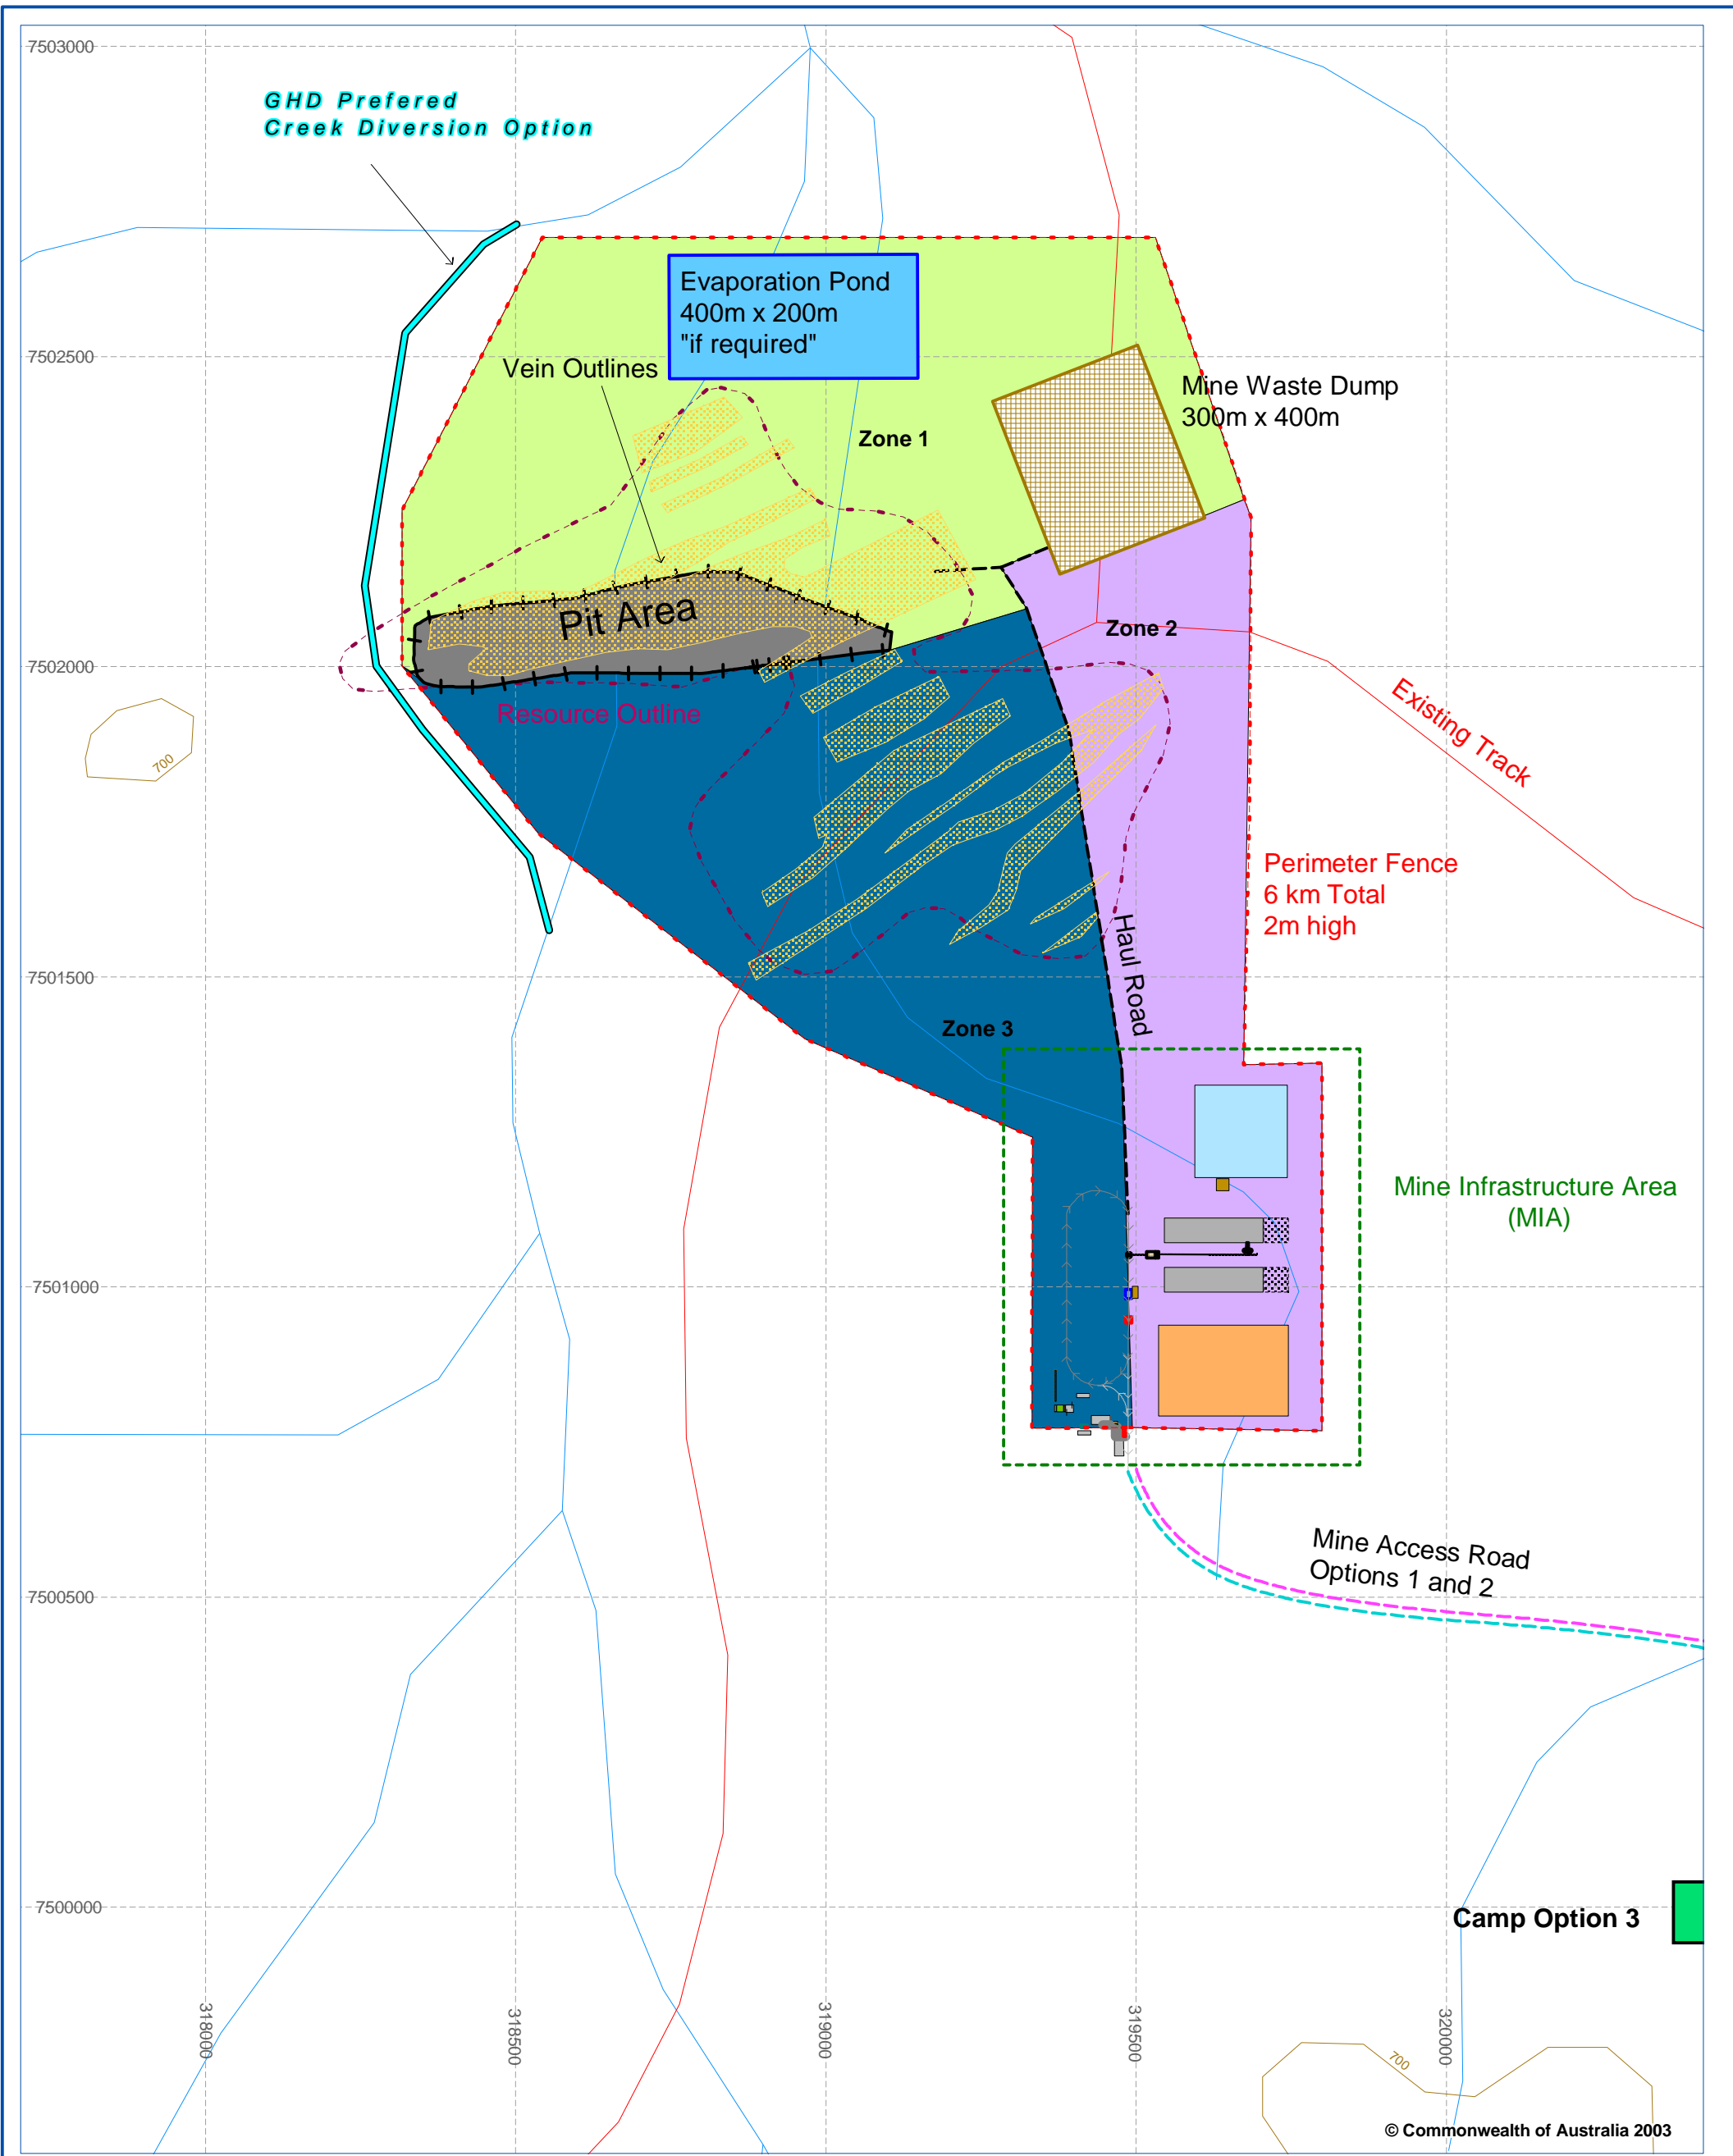 7503000
GHD Prefered
Creek Diversion Option
Evaporation Pond
400m x 200m
"if required"
7502500
Vein Outlines
Mine Waste Dump
300m x 400m
Zone 1
Pit Area
Zone 2
7502000
Resource Outline
Existing Track
700
Perimeter Fence
6 km Total
2m high
Haul Road
7501500
Zone 3
Mine Infrastructure Area
(MIA)
7501000
Mine Access Road
Options 1 and 2
7500500
7500000
Camp Option 3
318000
318500
319000
319500
320000
700
© Commonwealth of Australia 2003